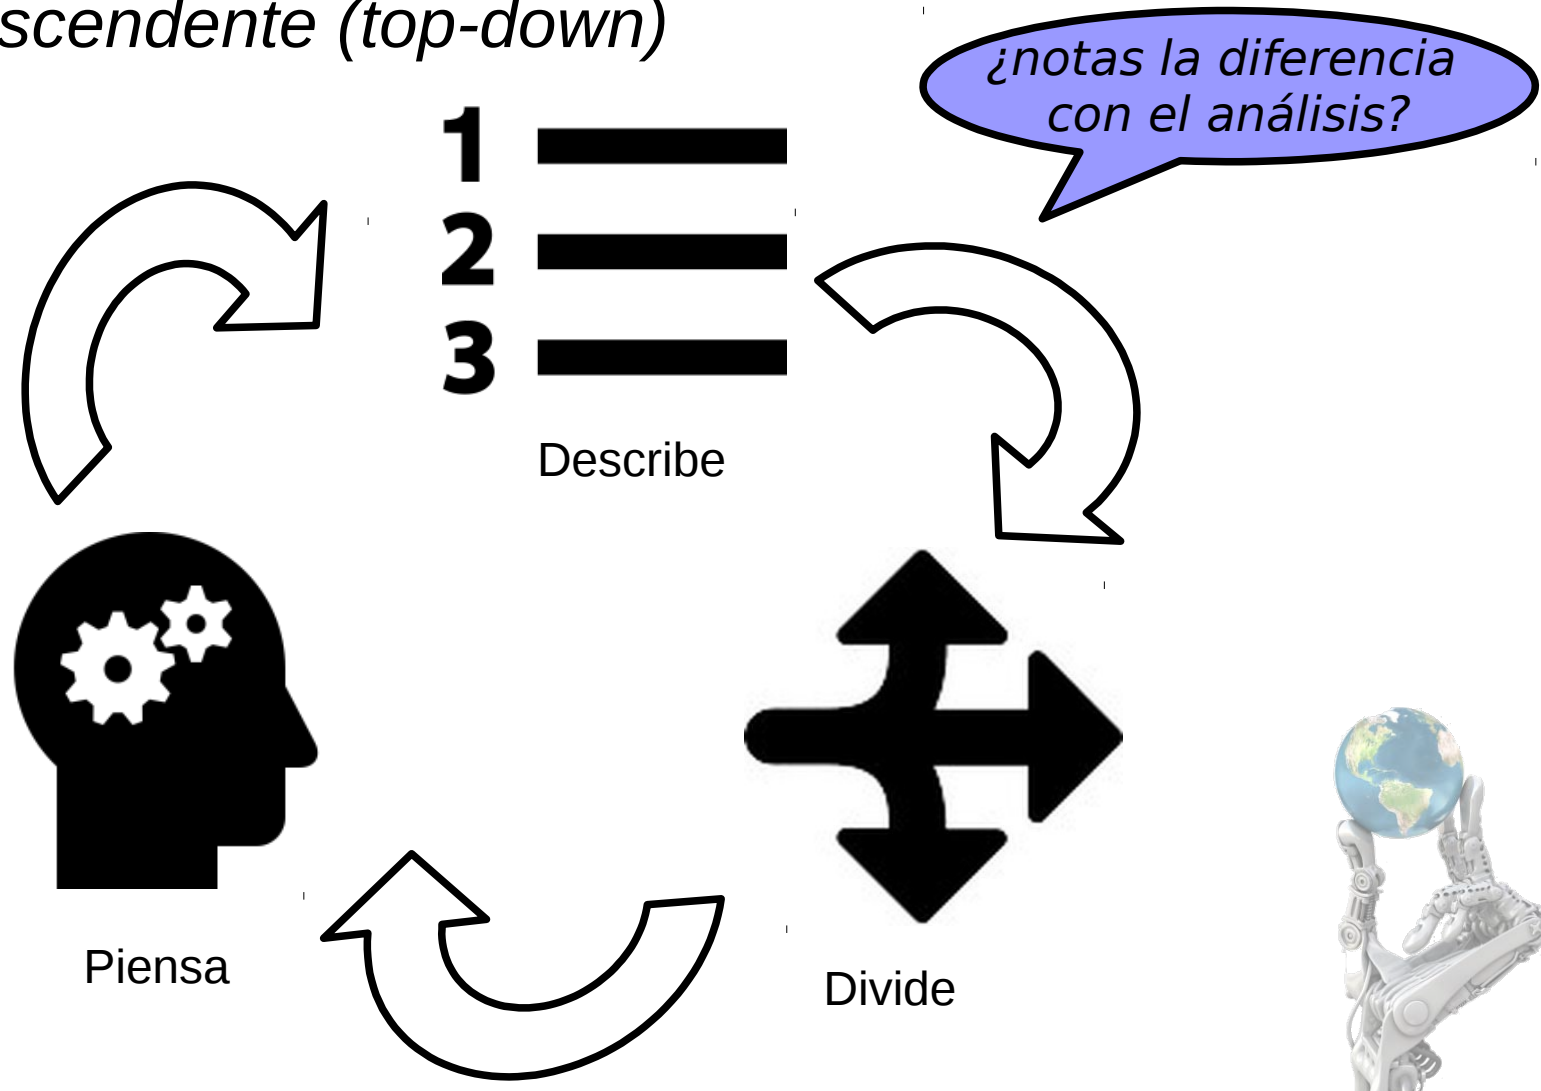 scendente (top-down)
¿notas la diferencia
con el análisis?
1
2
3
Describe
Piensa
Divide